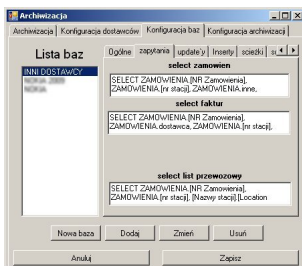 Archiwizacja
Archiwizacja Konfiguracja dostawców Konfiguracja baz Konfiguracja archiwizacji
Lista baz
Ogólne zapytania update'y Inserty scieżki
INNI DOSTAWCY
select zamowien
SELECT ZAMOWIENIA.[NR Zamowienia],
ZAMOWIENIA.[nr stacji], ZAMOWIENIA.inne,
select faktur
SELECT ZAMOWIENIA.[NR Zamowienia],
ZAMOWIENIA.dostawca, ZAMOWIENIA.[nr stacji],
select list przewozowy
SELECT ZAMOWIENIA.[NR Zamowienia],
ZAMOWIENIA.[nr stacji], [Nazwy stacji].[Location
Nowa baza Dodaj Zmień Usuń
Anuluj Zapisz